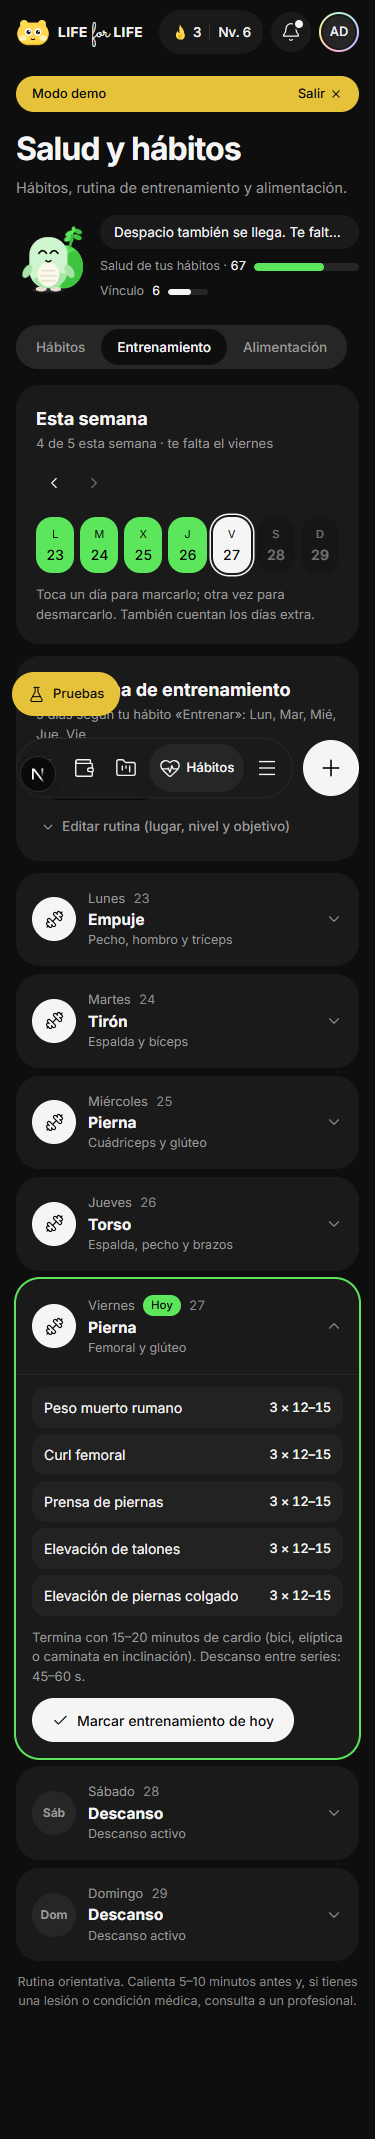 LIFE for LIFE
3
Nv. 6
AD
Modo demo
Salir ×
Salud y hábitos
Hábitos, rutina de entrenamiento y alimentación.
Despacio también se llega. Te falt...
Salud de tus hábitos · 67
Vínculo 6
Hábitos
Entrenamiento
Alimentación
Esta semana
4 de 5 esta semana · te falta el viernes
L
M
X
J
V
S
D
23
24
25
26
27
28
29
Toca un día para marcarlo; otra vez para
desmarcarlo. También cuentan los días extra.
Pruebas
a de entrenamiento
días según tu hábito «Entrenar»: Lun, Mar, Mié,
Jue, Vie
N
Hábitos
Editar rutina (lugar, nivel y objetivo)
Lunes 23
Empuje
Pecho, hombro y tríceps
Martes 24
Tirón
Espalda y bíceps
Miércoles 25
Pierna
Cuádriceps y glúteo
Jueves 26
Torso
Espalda, pecho y brazos
Viernes Hoy 27
Pierna
Femoral y glúteo
Peso muerto rumano 3 × 12–15
Curl femoral 3 × 12–15
Prensa de piernas 3 × 12–15
Elevación de talones 3 × 12–15
Elevación de piernas colgado 3 × 12–15
Termina con 15–20 minutos de cardio (bici, elíptica
o caminata en inclinación). Descanso entre series:
45–60 s.
Marcar entrenamiento de hoy
Sáb
Sábado 28
Descanso
Descanso activo
Dom
Domingo 29
Descanso
Descanso activo
Rutina orientativa. Calienta 5–10 minutos antes y, si tienes
una lesión o condición médica, consulta a un profesional.